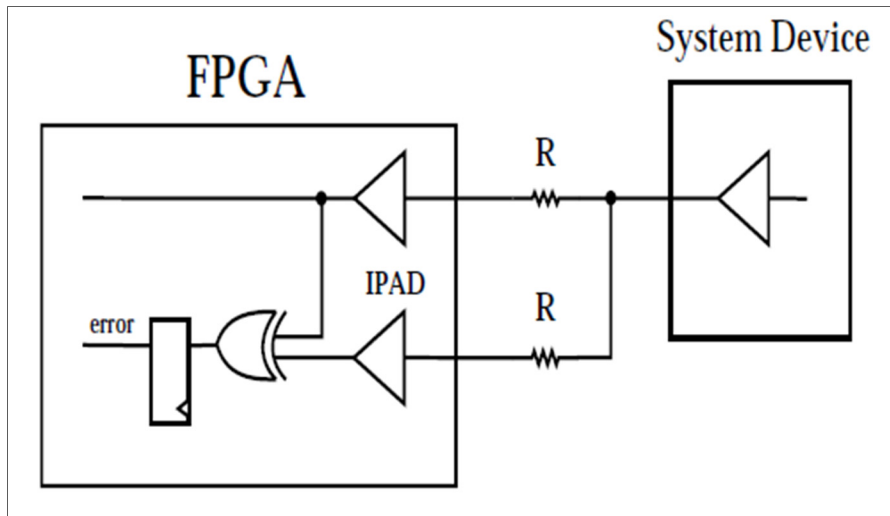 System Device
FPGA
R
IPAD
R
error